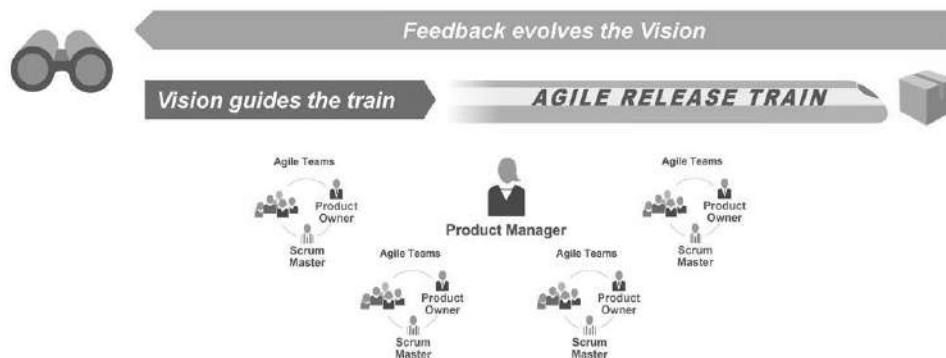 Feedback evolves the Vision
Vision guides the train
AGILE RELEASE TRAIN
Agile Teams
Product
Owner
Scrum
Master
Product Manager
Agile Teams
Product
Owner
Scrum
Master
Agile Teams
Product
Owner
Scrum
Master
Agile Teams
Product
Owner
Scrum
Master